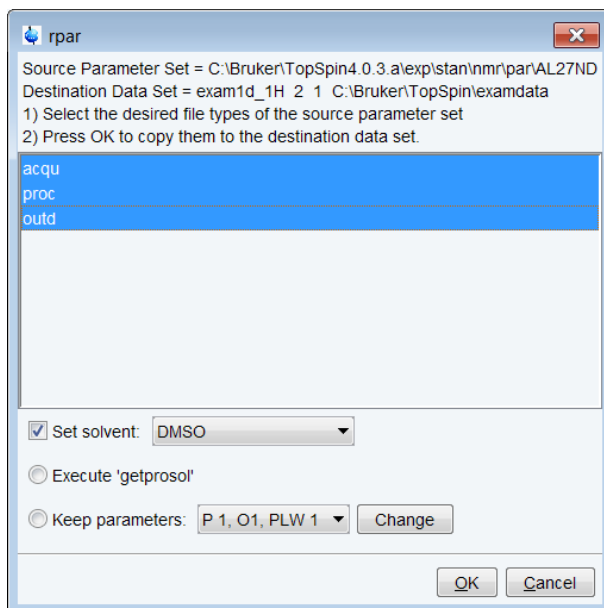 rpar
Source Parameter Set = C:\Bruker\TopSpin4.0.3.a\exp\stan\nmr\par\AL27ND
Destination Data Set = exam1d_1H 2 1 C:\Bruker\TopSpin\examdata
1) Select the desired file types of the source parameter set
2) Press OK to copy them to the destination data set.
acqu
proc
outd
Set solvent: DMSO
Execute 'getprosol'
Keep parameters: P 1, O1, PLW 1 Change
OK Cancel